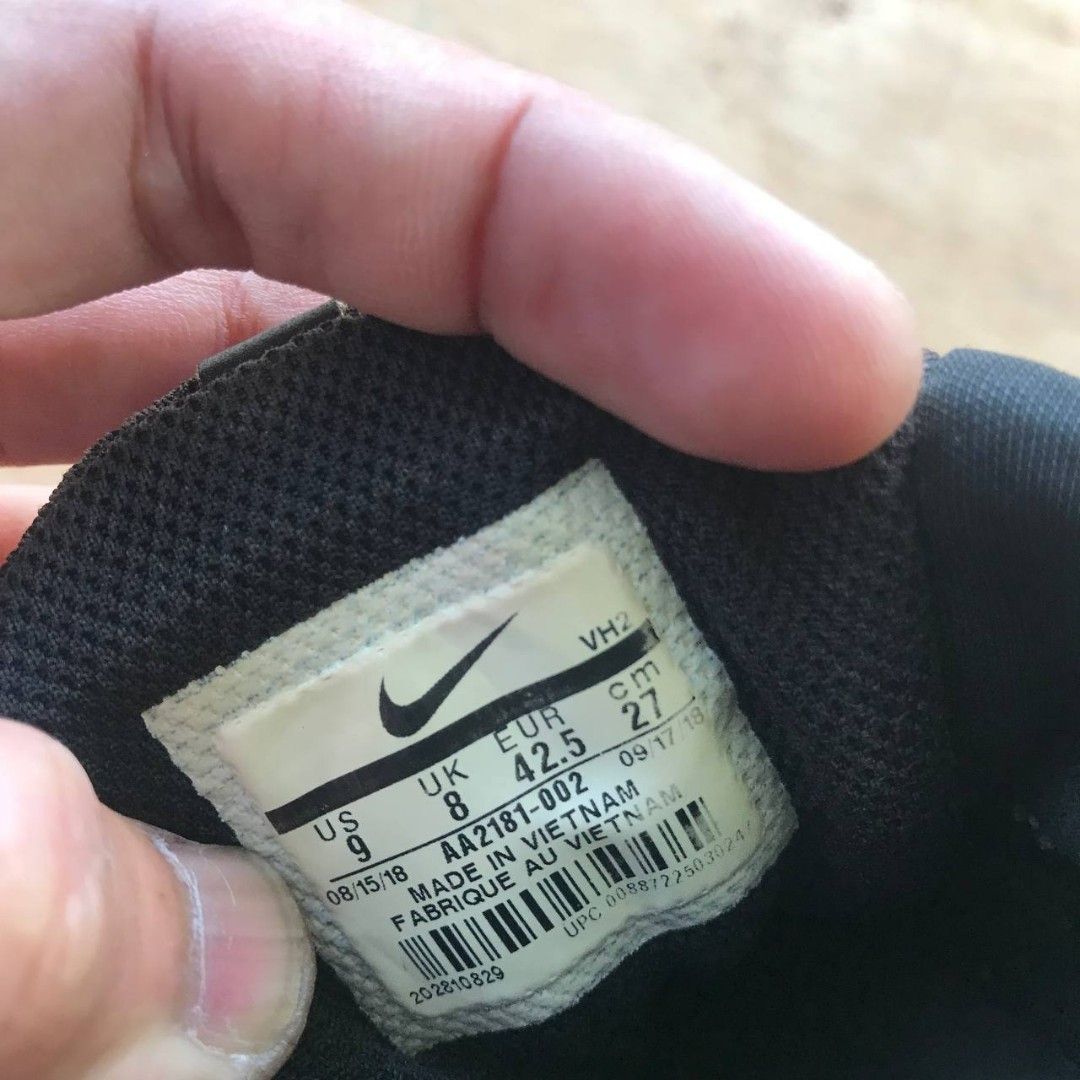 VH2
US UK EUR cm
9 8 42.5 27
08/15/18 AA2181-002 09/17/18
MADE IN VIETNAM
FABRIQUE AU VIETNAM
202810829
UPC